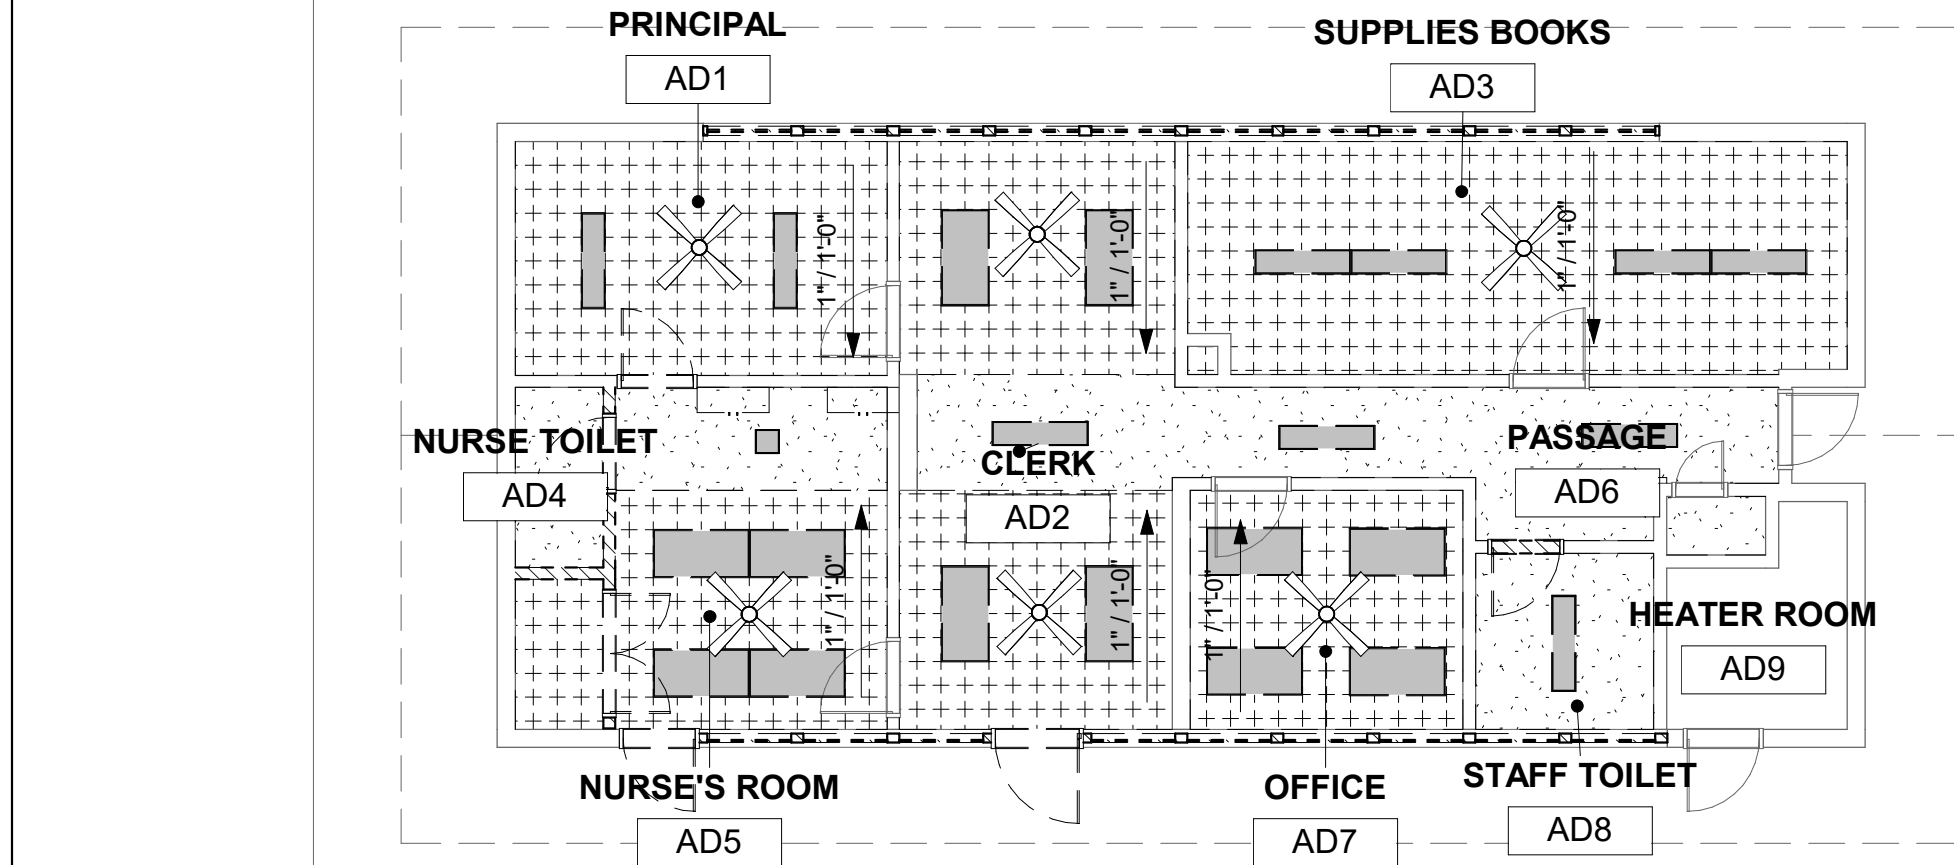 PRINCIPAL
AD1
SUPPLIES BOOKS
AD3
1" / 1'-0"
1" / 1'-0"
1" / 1'-0"
NURSE TOILET
AD4
CLERK
AD2
PASSAGE
AD6
1" / 1'-0"
1" / 1'-0"
1" / 1'-0"
HEATER ROOM
AD9
NURSE'S ROOM
AD5
OFFICE
AD7
STAFF TOILET
AD8